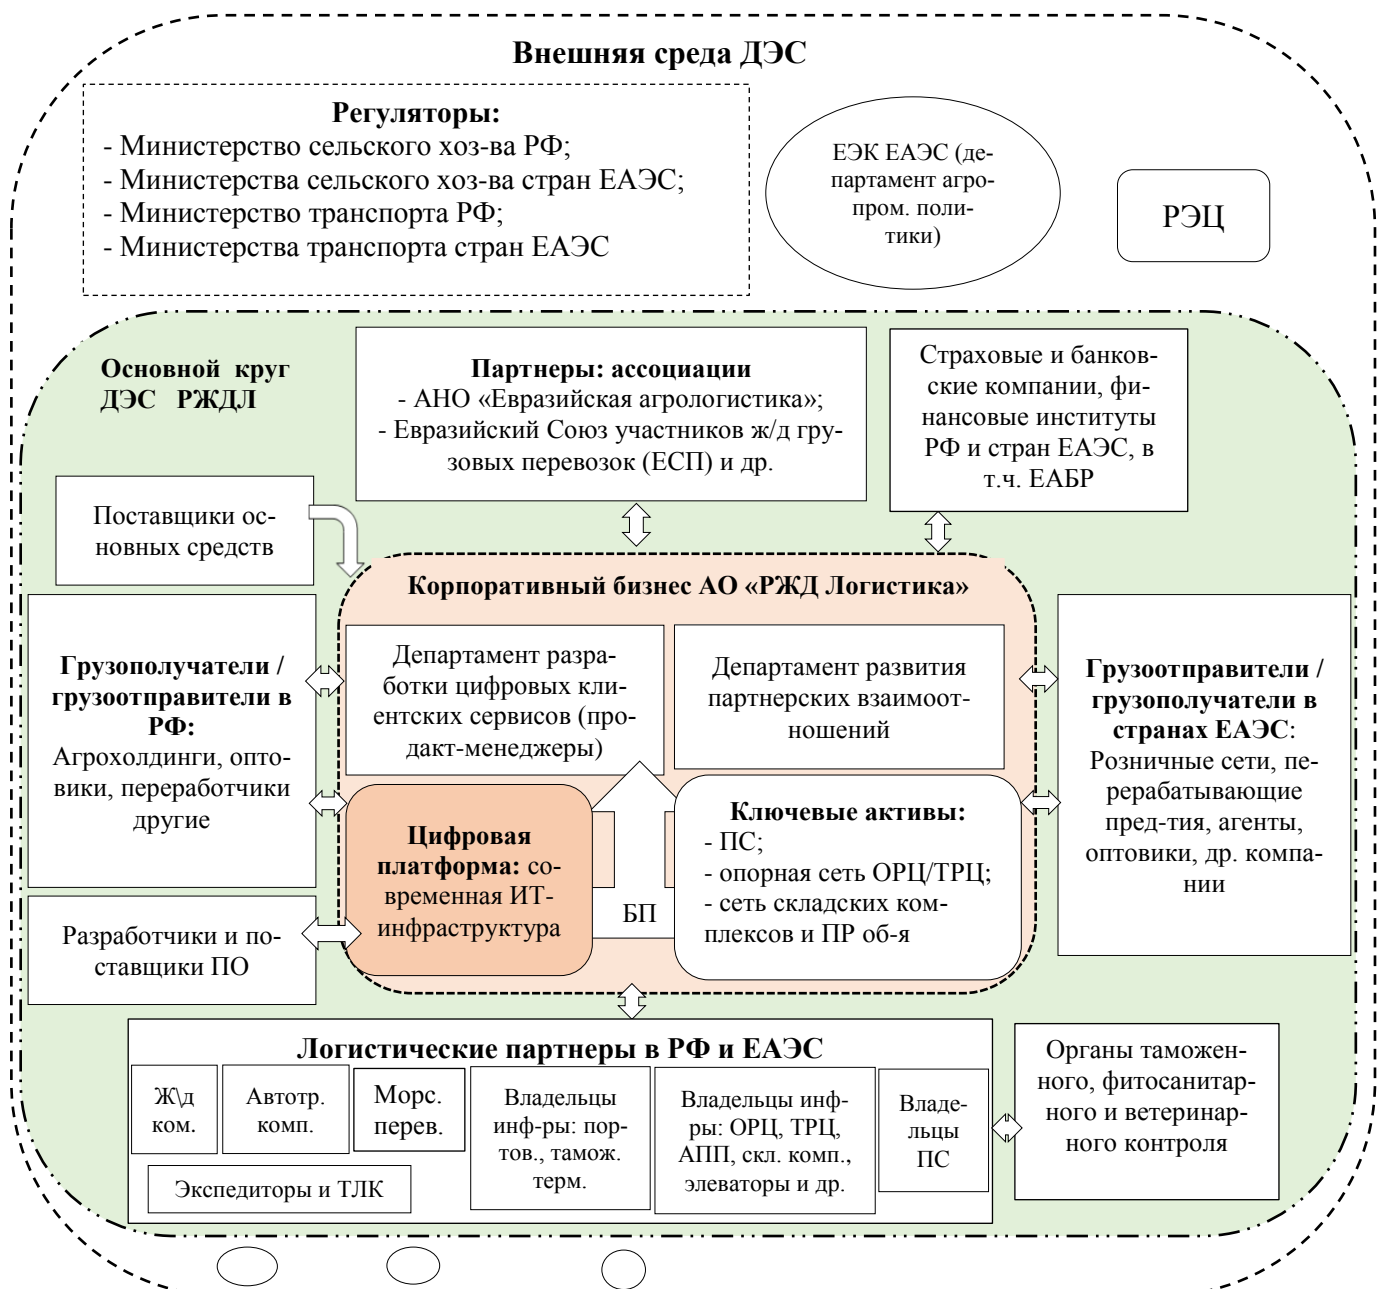 Внешняя среда ДЭС
Регуляторы:
- Министерство сельского хоз-ва РФ;
- Министерства сельского хоз-ва стран ЕАЭС;
- Министерство транспорта РФ;
- Министерства транспорта стран ЕАЭС
ЕЭК ЕАЭС (де-
партамент агро-
пром. поли-
тики)
РЭЦ
Основной круг
ДЭС РЖДЛ
Партнеры: ассоциации
- АНО «Евразийская агрологистика»;
- Евразийский Союз участников ж/д гру-
зовых перевозок (ЕСП) и др.
Страховые и банков-
ские компании, фи-
нансовые институты
РФ и стран ЕАЭС, в
т.ч. ЕАБР
Поставщики ос-
новных средств
Корпоративный бизнес АО «РЖД Логистика»
Грузополучатели /
грузоотправители в
РФ:
Агрохолдинги, опто-
вики, переработчики
другие
Департамент разра-
ботки цифровых кли-
ентских сервисов (про-
дакт-менеджеры)
Департамент развития
партнерских взаимоот-
ношений
Грузоотправители /
грузополучатели в
странах ЕАЭС:
Розничные сети, пе-
рерабатывающие
пред-тия, агенты,
оптовики, др. компа-
нии
Цифровая
платформа: со-
временная ИТ-
инфраструктура
БП
Ключевые активы:
- ПС;
- опорная сеть ОРЦ/ТРЦ;
- сеть складских ком-
плексов и ПР об-я
Разработчики и по-
ставщики ПО
Логистические партнеры в РФ и ЕАЭС
Ж\д
ком.
Автотр.
комп.
Морс.
перев.
Владельцы
инф-ры: пор-
тов., тамож.
терм.
Владельцы инф-
ры: ОРЦ, ТРЦ,
АПП, скл. комп.,
элеваторы и др.
Владе-
льцы
ПС
Экспедиторы и ТЛК
Органы таможен-
ного, фитосанитар-
ного и ветеринар-
ного контроля